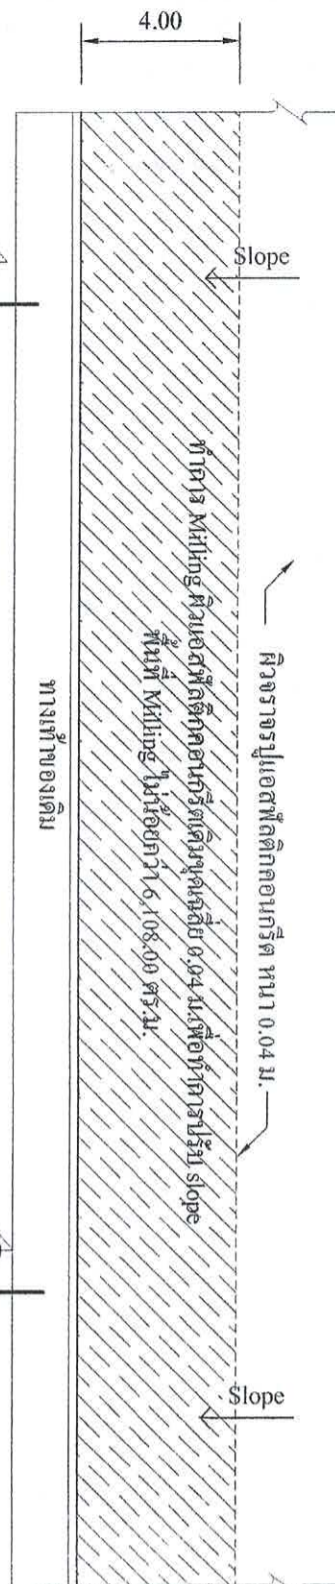 4.00
Slope
ผิวจราจรปูแอสฟัลติกคอนกรีต หนา 0.04 ม.
ทำการ Milling ผิวแอสฟัลติกคอนกรีตเดิมขุดเฉลี่ย 0.04 ม.เพื่อทำการปรับ slope
พื้นที่ Milling ไม่น้อยกว่า 6,108.00 ตร.ม.
ทางเท้าของเดิม
Slope